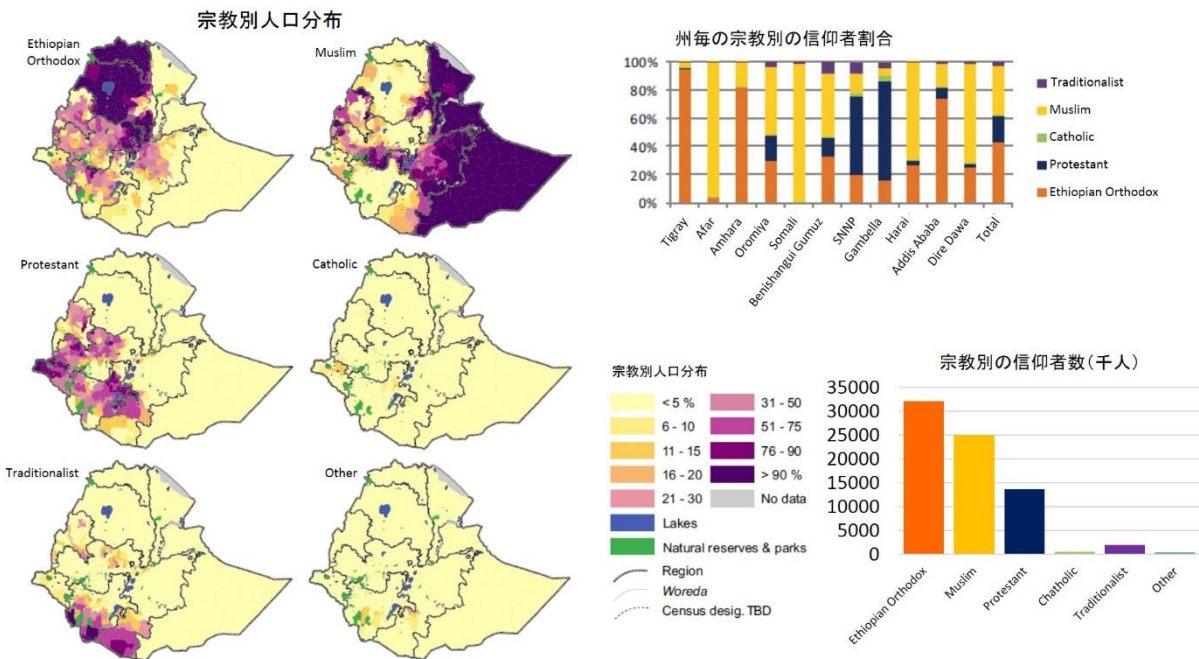 宗教別人口分布
Ethiopian
Orthodox
Muslim
Protestant
Catholic
Traditionalist
Other
州毎の宗教別の信仰者割合
100%
80%
60%
40%
20%
0%
Tigray
Afar
Amhara
Oromiya
Somali
Benishangui Gumuz
SNNP
Gambella
Harai
Addis Ababa
Dire Dawa
Total
Traditionalist
Muslim
Catholic
Protestant
Ethiopian Orthodox
宗教別人口分布
< 5 %
6 - 10
11 - 15
16 - 20
21 - 30
31 - 50
51 - 75
76 - 90
> 90 %
No data
Lakes
Natural reserves & parks
Region
Woreda
Census desig. TBD
宗教別の信仰者数(千人)
35000
30000
25000
20000
15000
10000
5000
0
Ethiopian Orthodox
Muslim
Protestant
Chatholic
Traditionalist
Other